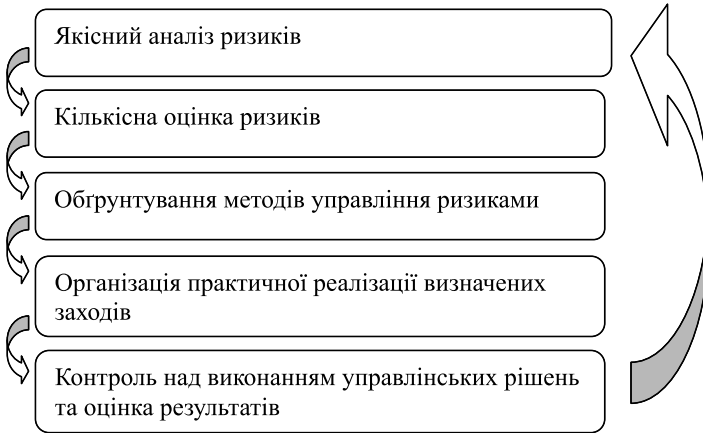 Якісний аналіз ризиків
Кількісна оцінка ризиків
Обґрунтування методів управління ризиками
Організація практичної реалізації визначених
заходів
Контроль над виконанням управлінських рішень
та оцінка результатів